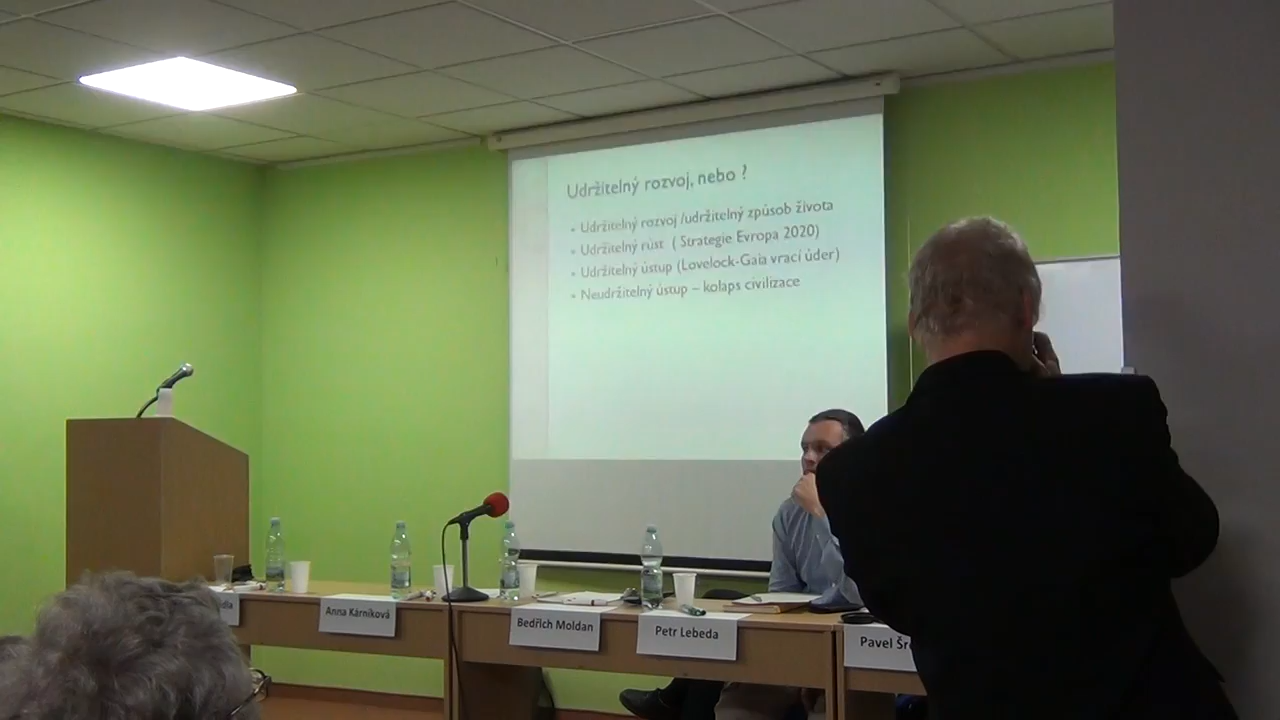 Udržitelný rozvoj, nebo ?
Udržitelný rozvoj /udržitelný způsob života
Udržitelný růst ( Strategie Evropa 2020)
Udržitelný ústup (Lovelock-Gaia vrací úder)
Neudržitelný ústup – kolaps civilizace
Anna Kárníková
Bedřich Moldan
Petr Lebeda
Pavel